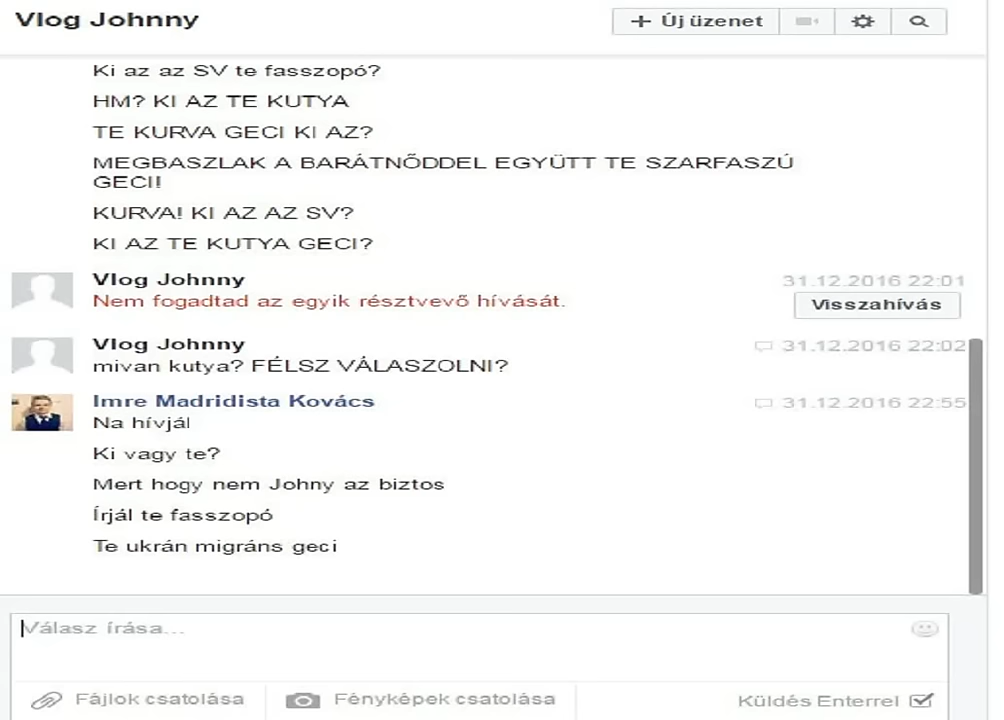 Vlog Johnny
+ Új üzenet
Ki az az SV te fasszopó?
HM? KI AZ TE KUTYA
TE KURVA GECI KI AZ?
MEGBASZLAK A BARÁTNŐDDEL EGYÜTT TE SZARFASZÚ
GECI!
KURVA! KI AZ AZ SV?
KI AZ TE KUTYA GECI?
Vlog Johnny 31.12.2016 22:01
Nem fogadtad az egyik résztvevő hívását. Visszahívás
Vlog Johnny 31.12.2016 22:02
mivan kutya? FÉLSZ VÁLASZOLNI?
Imre Madridista Kovács 31.12.2016 22:55
Na hívjál
Ki vagy te?
Mert hogy nem Johny az biztos
Írjál te fasszopó
Te ukrán migráns geci
Válasz írása...
Fájlok csatolása Fényképek csatolása Küldés Enterrel